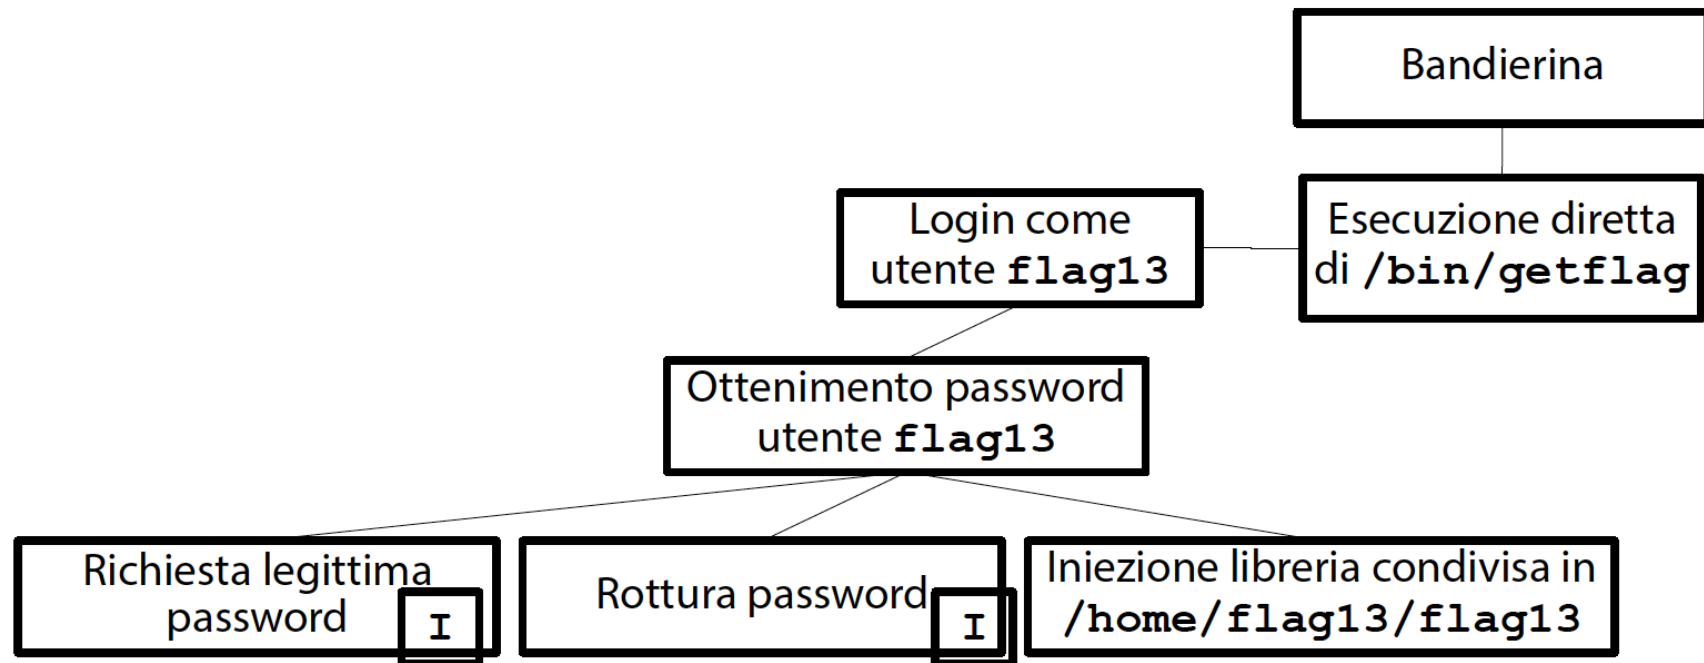 Bandierina
Login come
utente flag13
Esecuzione diretta
di /bin/getflag
Ottenimento password
utente flag13
Richiesta legittima
password
I
Rottura password
I
Iniezione libreria condivisa in
/home/flag13/flag13